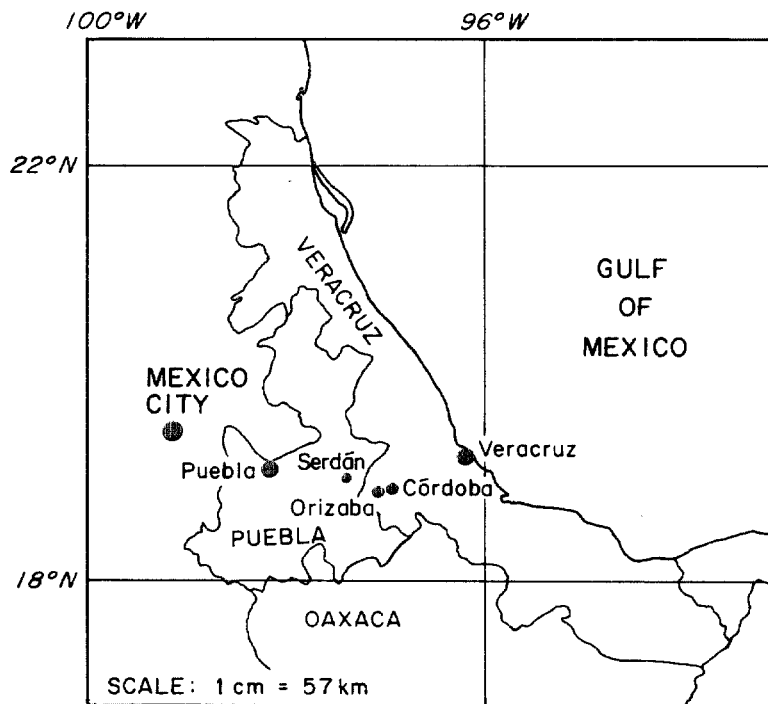 100°W
96°W
22°N
VERACRUZ
GULF
OF
MEXICO
MEXICO
CITY
Veracruz
Puebla
Serdán
Orizaba
Córdoba
PUEBLA
18°N
OAXACA
SCALE: 1 cm = 57 km